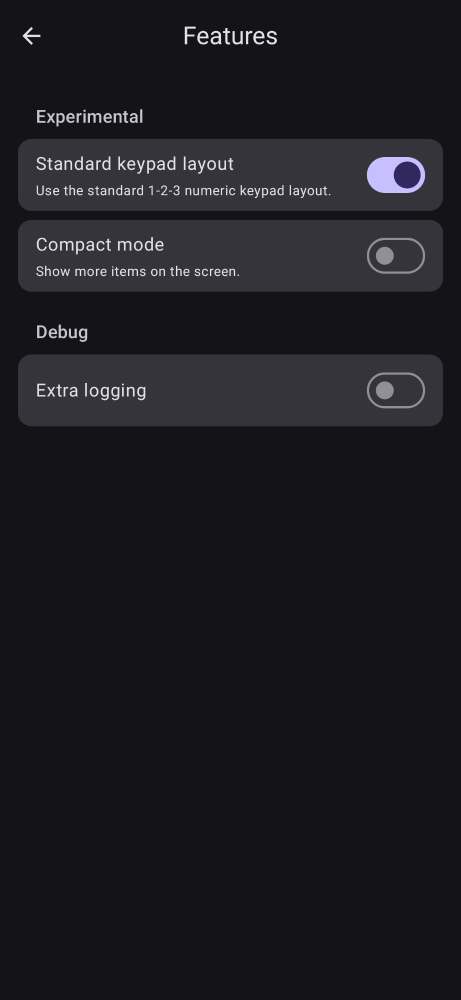 Features
Experimental
Standard keypad layout
Use the standard 1-2-3 numeric keypad layout.
Compact mode
Show more items on the screen.
Debug
Extra logging